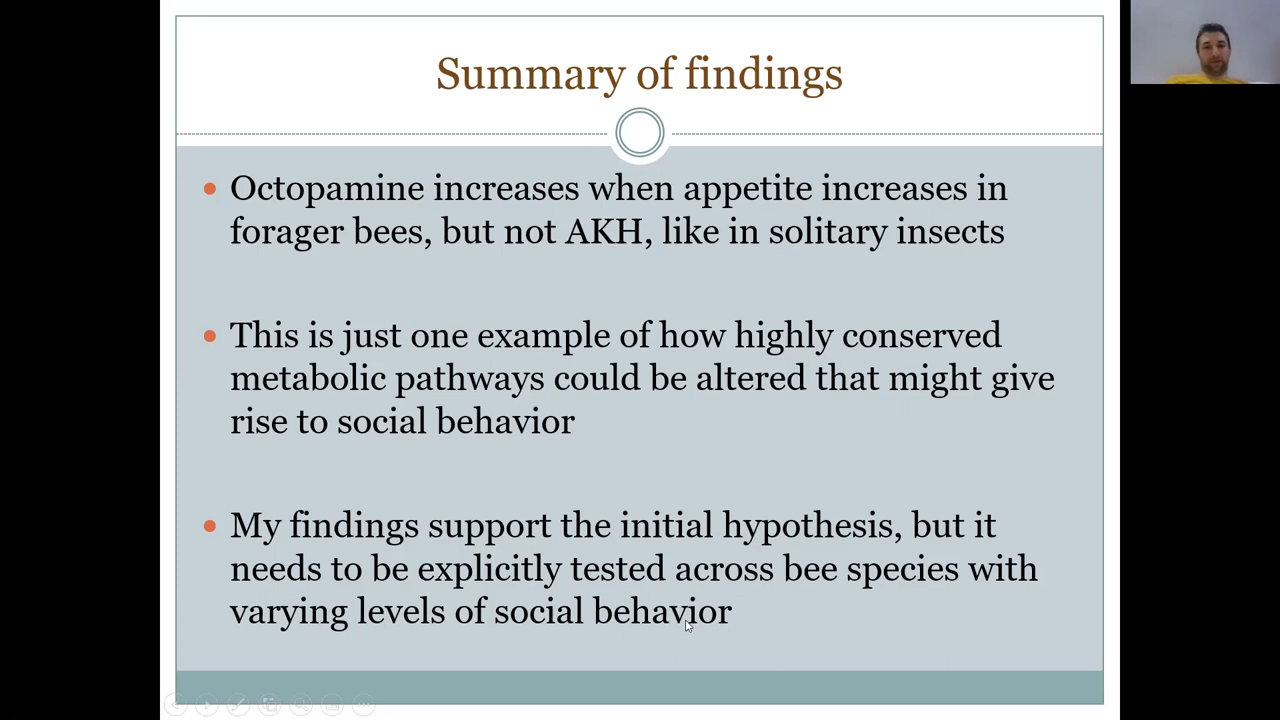 Summary of findings
Octopamine increases when appetite increases in
forager bees, but not AKH, like in solitary insects
This is just one example of how highly conserved
metabolic pathways could be altered that might give
rise to social behavior
My findings support the initial hypothesis, but it
needs to be explicitly tested across bee species with
varying levels of social behavior